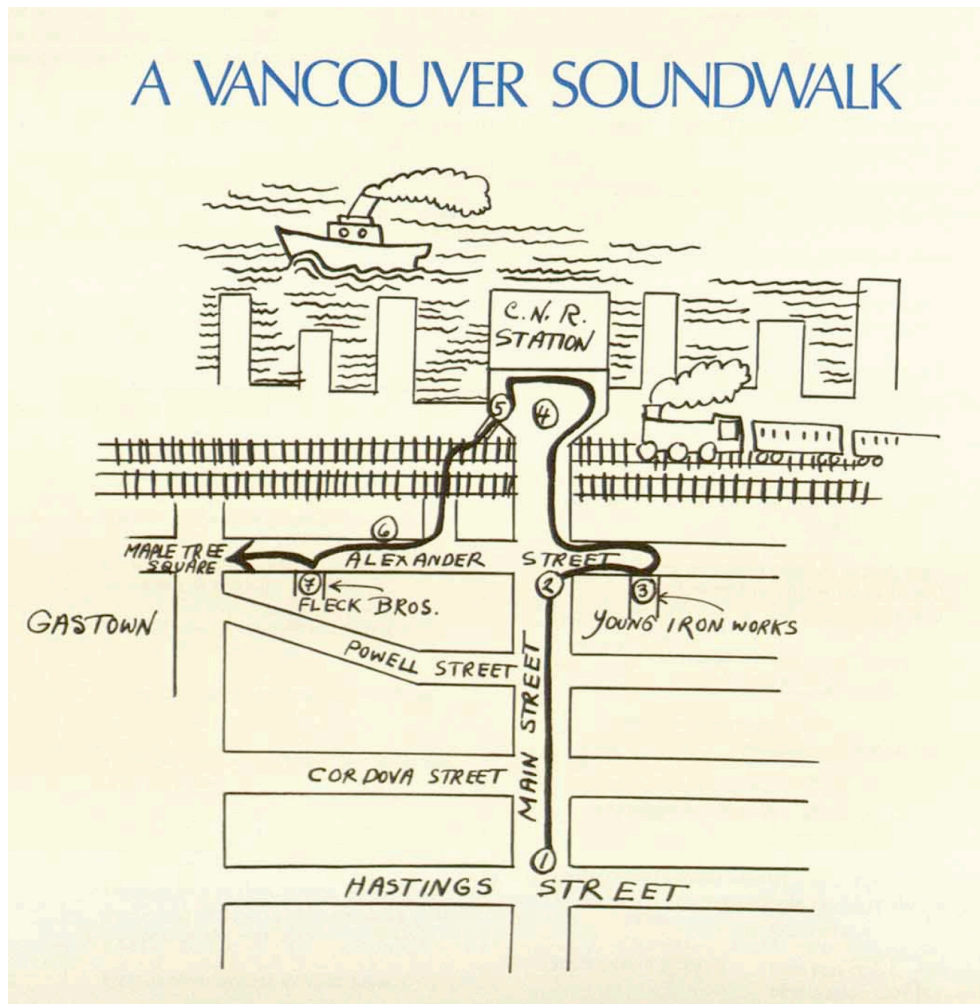 A VANCOUVER SOUNDWALK
C.N.R.
STATION
5
4
6
MAPLE TREE
SQUARE
ALEXANDER STREET
7
2
3
FLECK BROS.
YOUNG IRON WORKS
GASTOWN
POWELL STREET
MAIN STREET
CORDOVA STREET
1
HASTINGS STREET